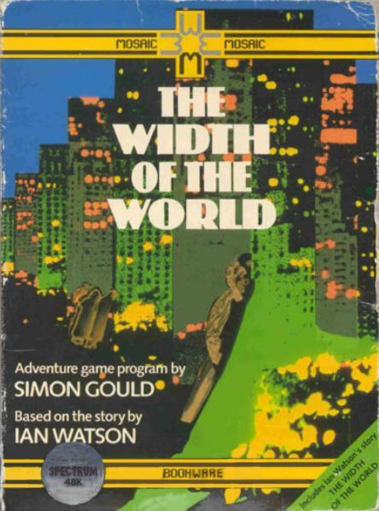 MOSAIC MOSAIC
THE
WIDTH
OF THE
WORLD
Adventure game program by
SIMON GOULD
Based on the story by
IAN WATSON
SPECTRUM
48K
BOOKWARE
Includes Ian Watson's story
THE WIDTH
OF THE WORLD